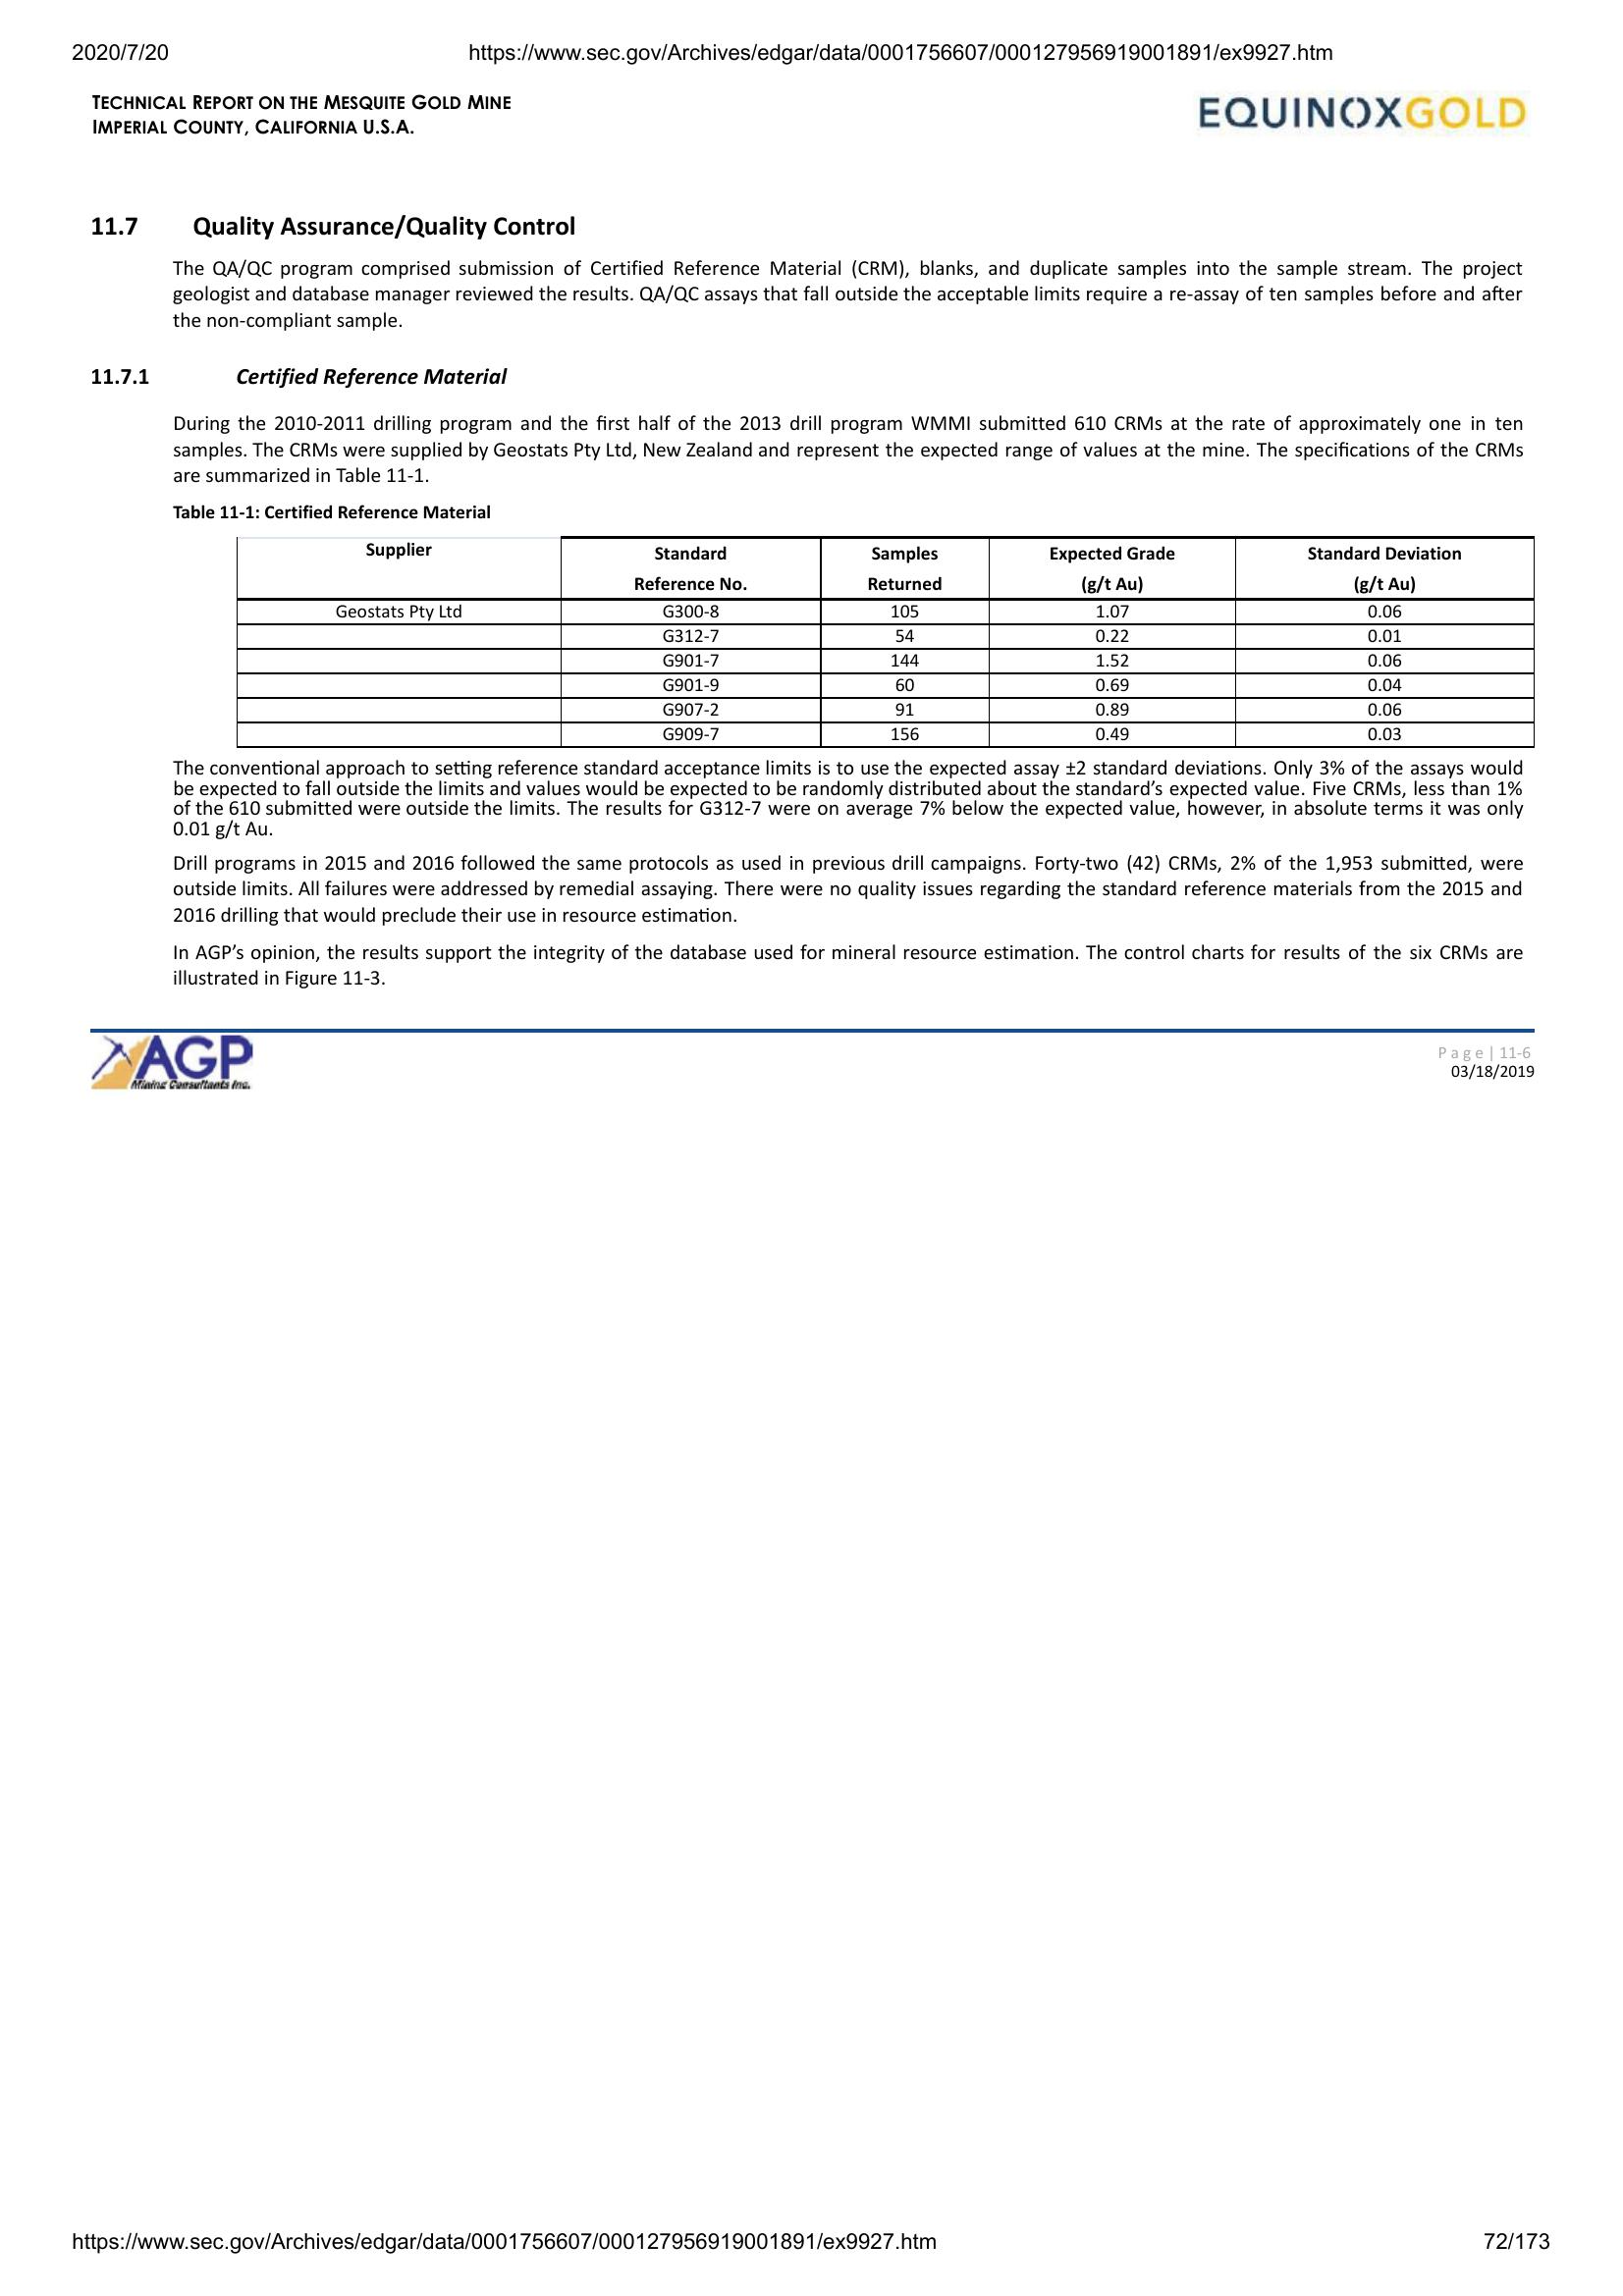 2020/7/20 https://www.sec.gov/Archives/edgar/data/0001756607/000127956919001891/ex9927.htm
TECHNICAL REPORT ON THE MESQUITE GOLD MINE
IMPERIAL COUNTY, CALIFORNIA U.S.A.
EQUINOXGOLD
11.7 Quality Assurance/Quality Control
The QA/QC program comprised submission of Certified Reference Material (CRM), blanks, and duplicate samples into the sample stream. The project
geologist and database manager reviewed the results. QA/QC assays that fall outside the acceptable limits require a re-assay of ten samples before and after
the non-compliant sample.
11.7.1 Certified Reference Material
During the 2010-2011 drilling program and the first half of the 2013 drill program WMMI submitted 610 CRMs at the rate of approximately one in ten
samples. The CRMs were supplied by Geostats Pty Ltd, New Zealand and represent the expected range of values at the mine. The specifications of the CRMs
are summarized in Table 11-1.
Table 11-1: Certified Reference Material
Supplier Standard Samples Expected Grade Standard Deviation
Reference No. Returned (g/t Au) (g/t Au)
Geostats Pty Ltd G300-8 105 1.07 0.06
G312-7 54 0.22 0.01
G901-7 144 1.52 0.06
G901-9 60 0.69 0.04
G907-2 91 0.89 0.06
G909-7 156 0.49 0.03
The conventional approach to setting reference standard acceptance limits is to use the expected assay ±2 standard deviations. Only 3% of the assays would
be expected to fall outside the limits and values would be expected to be randomly distributed about the standard’s expected value. Five CRMs, less than 1%
of the 610 submitted were outside the limits. The results for G312-7 were on average 7% below the expected value, however, in absolute terms it was only
0.01 g/t Au.
Drill programs in 2015 and 2016 followed the same protocols as used in previous drill campaigns. Forty-two (42) CRMs, 2% of the 1,953 submitted, were
outside limits. All failures were addressed by remedial assaying. There were no quality issues regarding the standard reference materials from the 2015 and
2016 drilling that would preclude their use in resource estimation.
In AGP’s opinion, the results support the integrity of the database used for mineral resource estimation. The control charts for results of the six CRMs are
illustrated in Figure 11-3.
AGP
Mining Consultants Inc.
Page | 11-6
03/18/2019
https://www.sec.gov/Archives/edgar/data/0001756607/000127956919001891/ex9927.htm 72/173